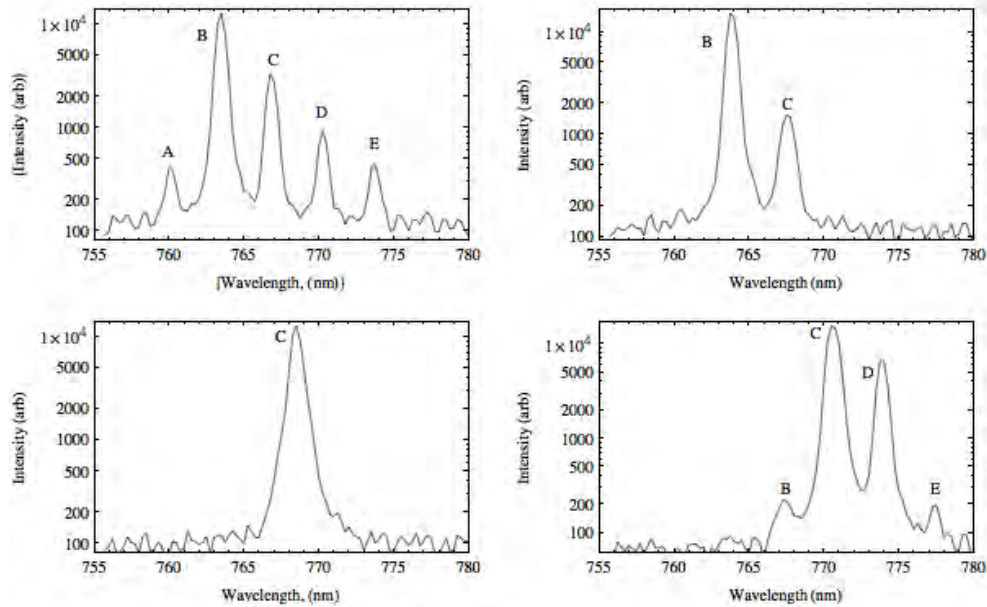 {Intensity (arb)}
1×10⁴
5000
2000
1000
500
200
100
A
B
C
D
E
755 760 765 770 775 780
{Wavelength, (nm)}
Intensity (arb)
1×10⁴
5000
2000
1000
500
200
100
B
C
755 760 765 770 775 780
Wavelength (nm)
Intensity (arb)
1×10⁴
5000
2000
1000
500
200
100
C
755 760 765 770 775 780
Wavelength, (nm)
Intensity (arb)
1×10⁴
5000
2000
1000
500
200
100
B
C
D
E
755 760 765 770 775 780
Wavelength (nm)